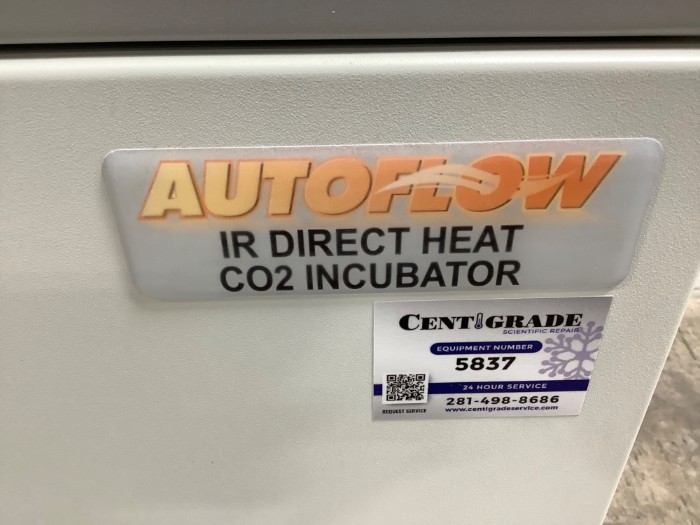 AUTOFLOW
IR DIRECT HEAT
CO2 INCUBATOR
CENTIGRADE
SCIENTIFIC REPAIR
EQUIPMENT NUMBER
5837
24 HOUR SERVICE
281-498-8686
REQUEST SERVICE
www.centigradeservice.com